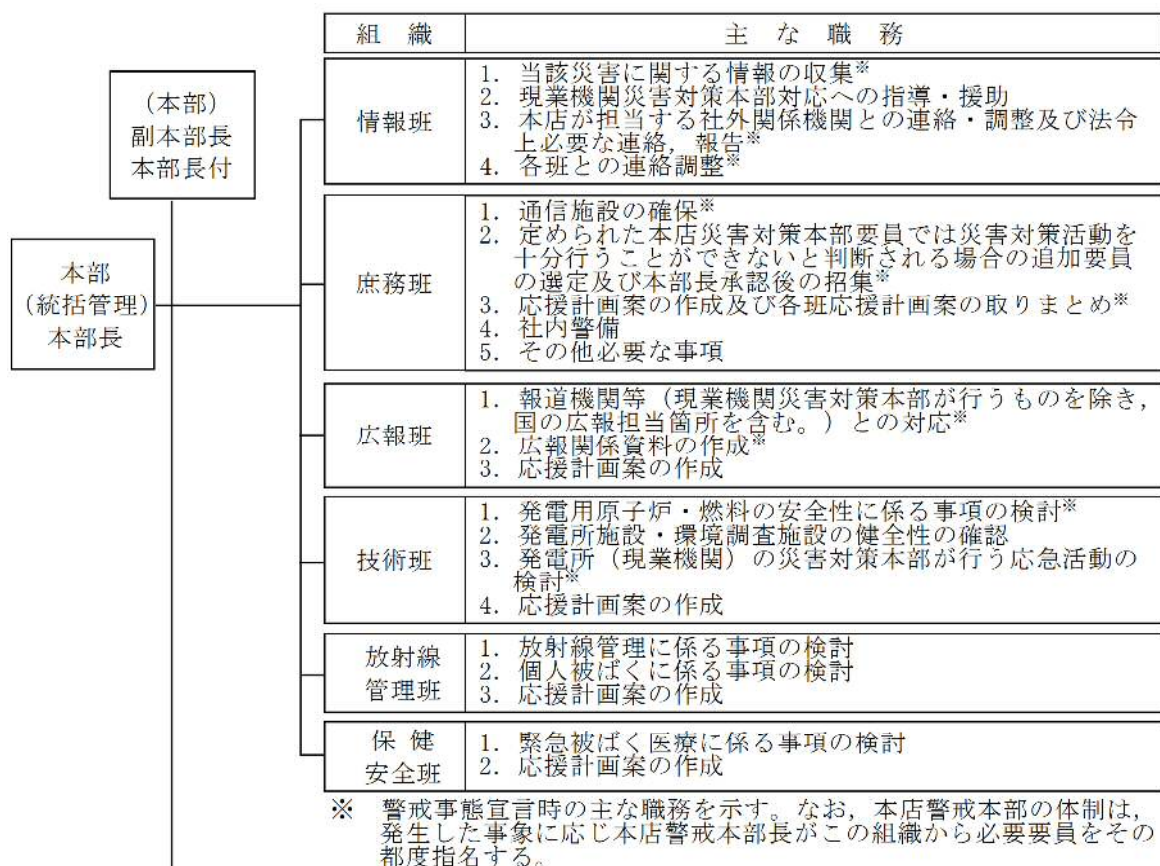 組　織　主　な　職　務
(本部)
副本部長
本部長付
本部
(統括管理)
本部長
情報班
1. 当該災害に関する情報の収集※
2. 現業機関災害対策本部対応への指導・援助
3. 本店が担当する社外関係機関との連絡・調整及び法令
上必要な連絡，報告※
4. 各班との連絡調整※
庶務班
1. 通信施設の確保※
2. 定められた本店災害対策本部要員では災害対策活動を
十分行うことができないと判断される場合の追加要員
の選定及び本部長承認後の招集※
3. 応援計画案の作成及び各班応援計画案の取りまとめ※
4. 社内警備
5. その他必要な事項
広報班
1. 報道機関等（現業機関災害対策本部が行うものを除き，
国の広報担当箇所を含む。）との対応※
2. 広報関係資料の作成※
3. 応援計画案の作成
技術班
1. 発電用原子炉・燃料の安全性に係る事項の検討※
2. 発電所施設・環境調査施設の健全性の確認
3. 発電所（現業機関）の災害対策本部が行う応急活動の
検討※
4. 応援計画案の作成
放射線
管理班
1. 放射線管理に係る事項の検討
2. 個人被ばくに係る事項の検討
3. 応援計画案の作成
保　健
安全班
1. 緊急被ばく医療に係る事項の検討
2. 応援計画案の作成
※　警戒事態宣言時の主な職務を示す。なお，本店警戒本部の体制は，
発生した事象に応じ本店警戒本部長がこの組織から必要要員をその
都度指名する。